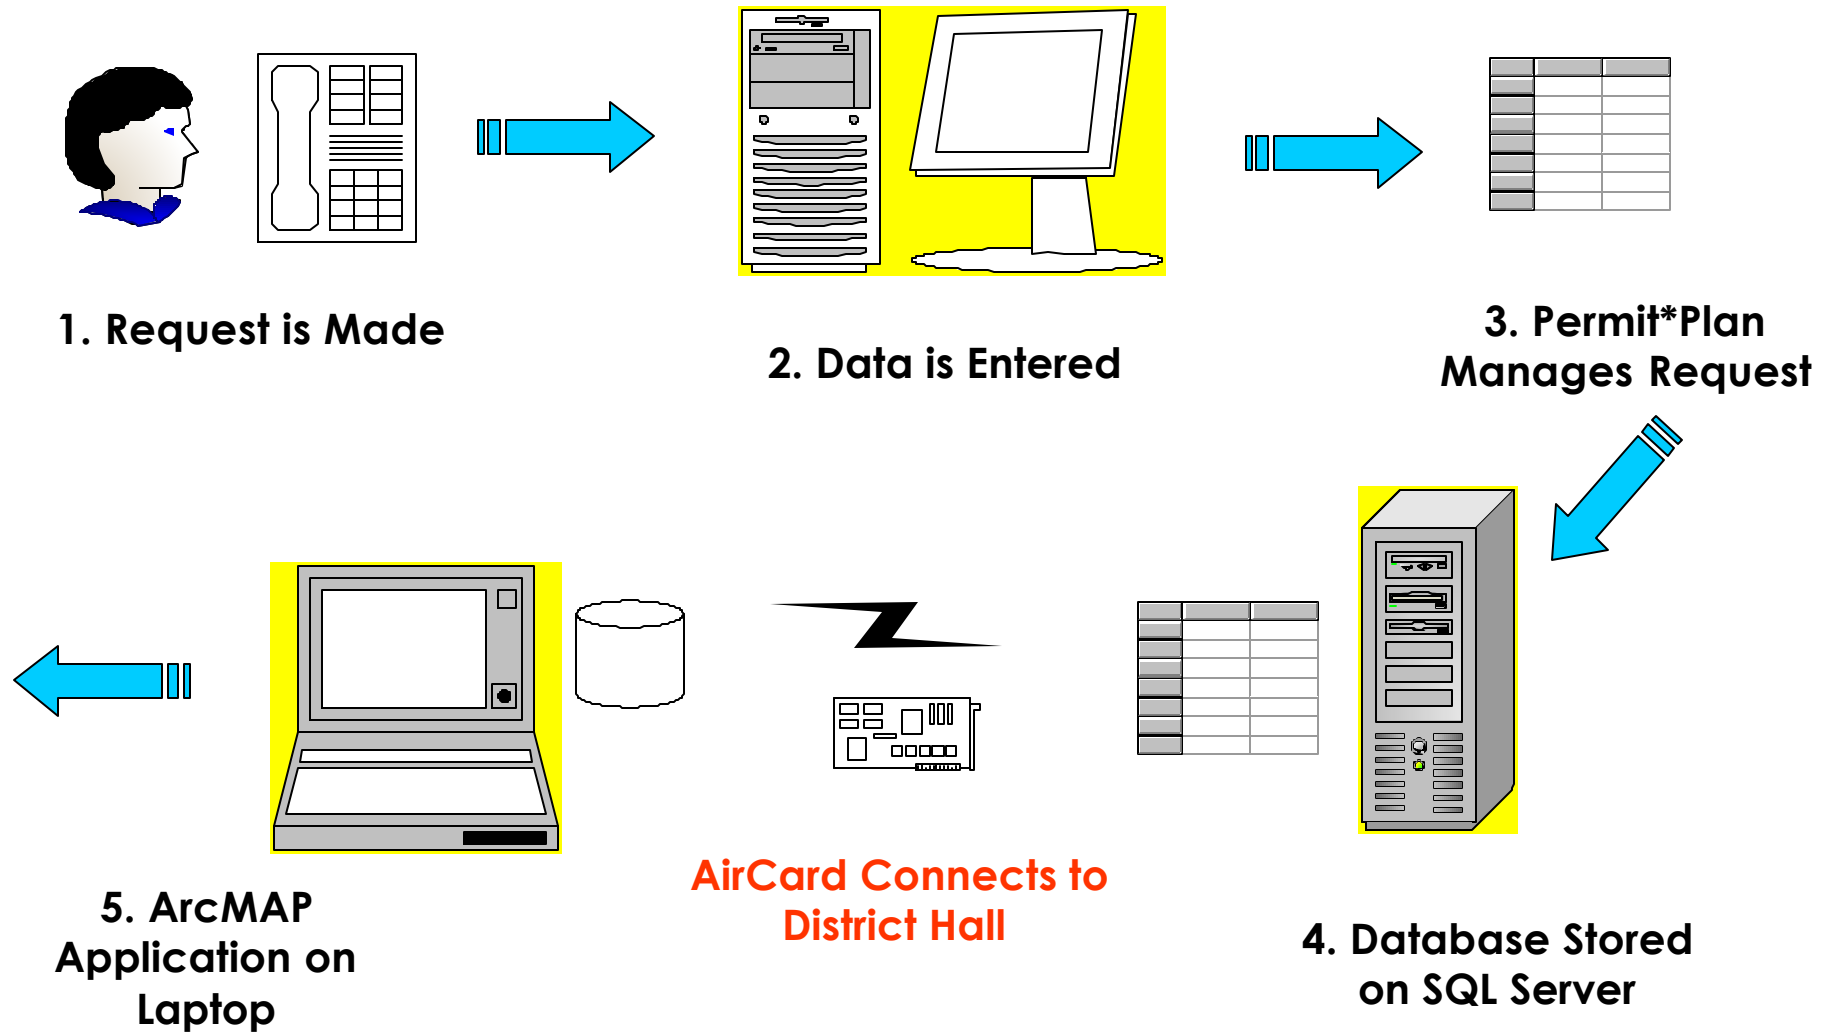 1. Request is Made
2. Data is Entered
3. Permit*Plan
Manages Request
4. Database Stored
on SQL Server
AirCard Connects to
District Hall
5. ArcMAP
Application on
Laptop